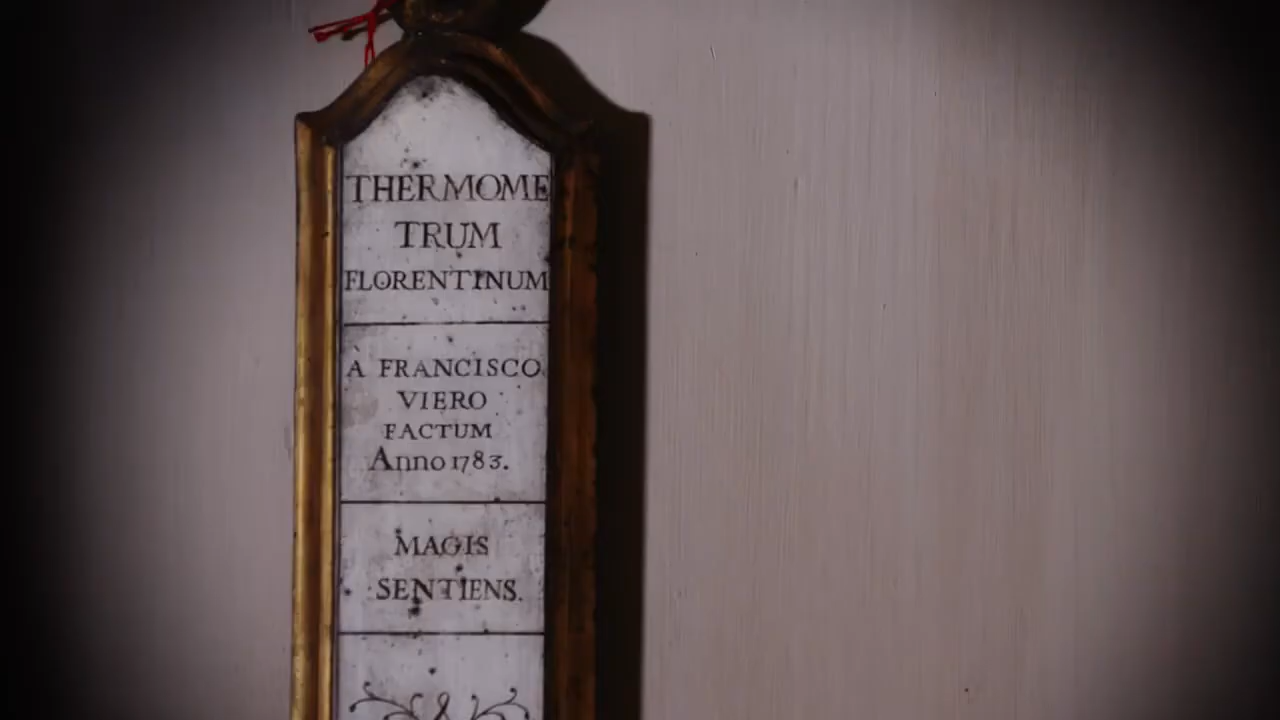 THERMOME
TRUM
FLORENTINUM
À FRANCISCO
VIERO
FACTUM
Anno 1783.
MAGIS
SENTIENS.